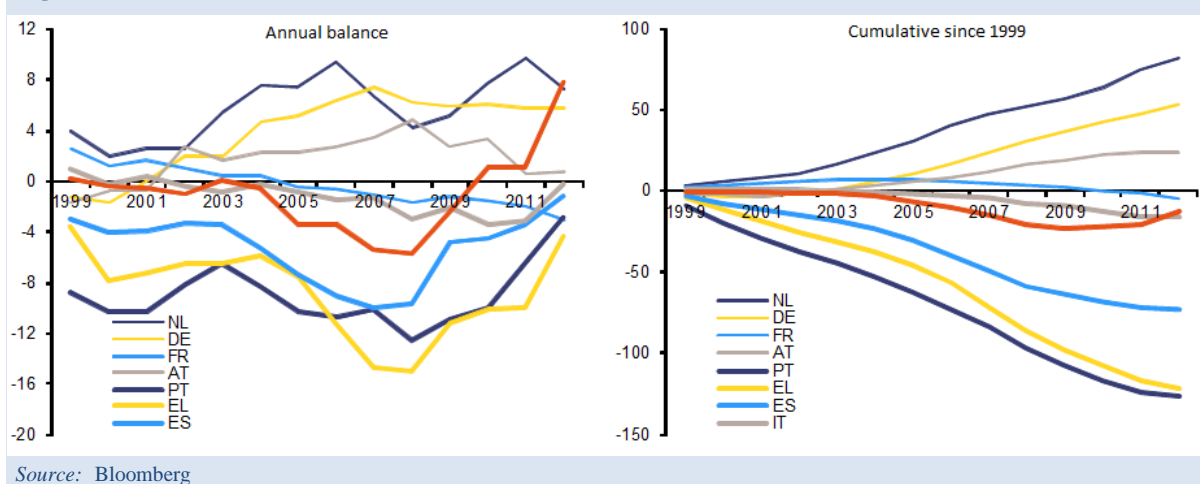 Annual balance
12
8
4
0
-4
-8
-12
-16
-20
1999 2001 2003 2005 2007 2009 2011
NL
DE
FR
AT
PT
EL
ES
Cumulative since 1999
100
50
0
-50
-100
-150
1999 2001 2003 2005 2007 2009 2011
NL
DE
FR
AT
PT
EL
ES
IT
Source: Bloomberg